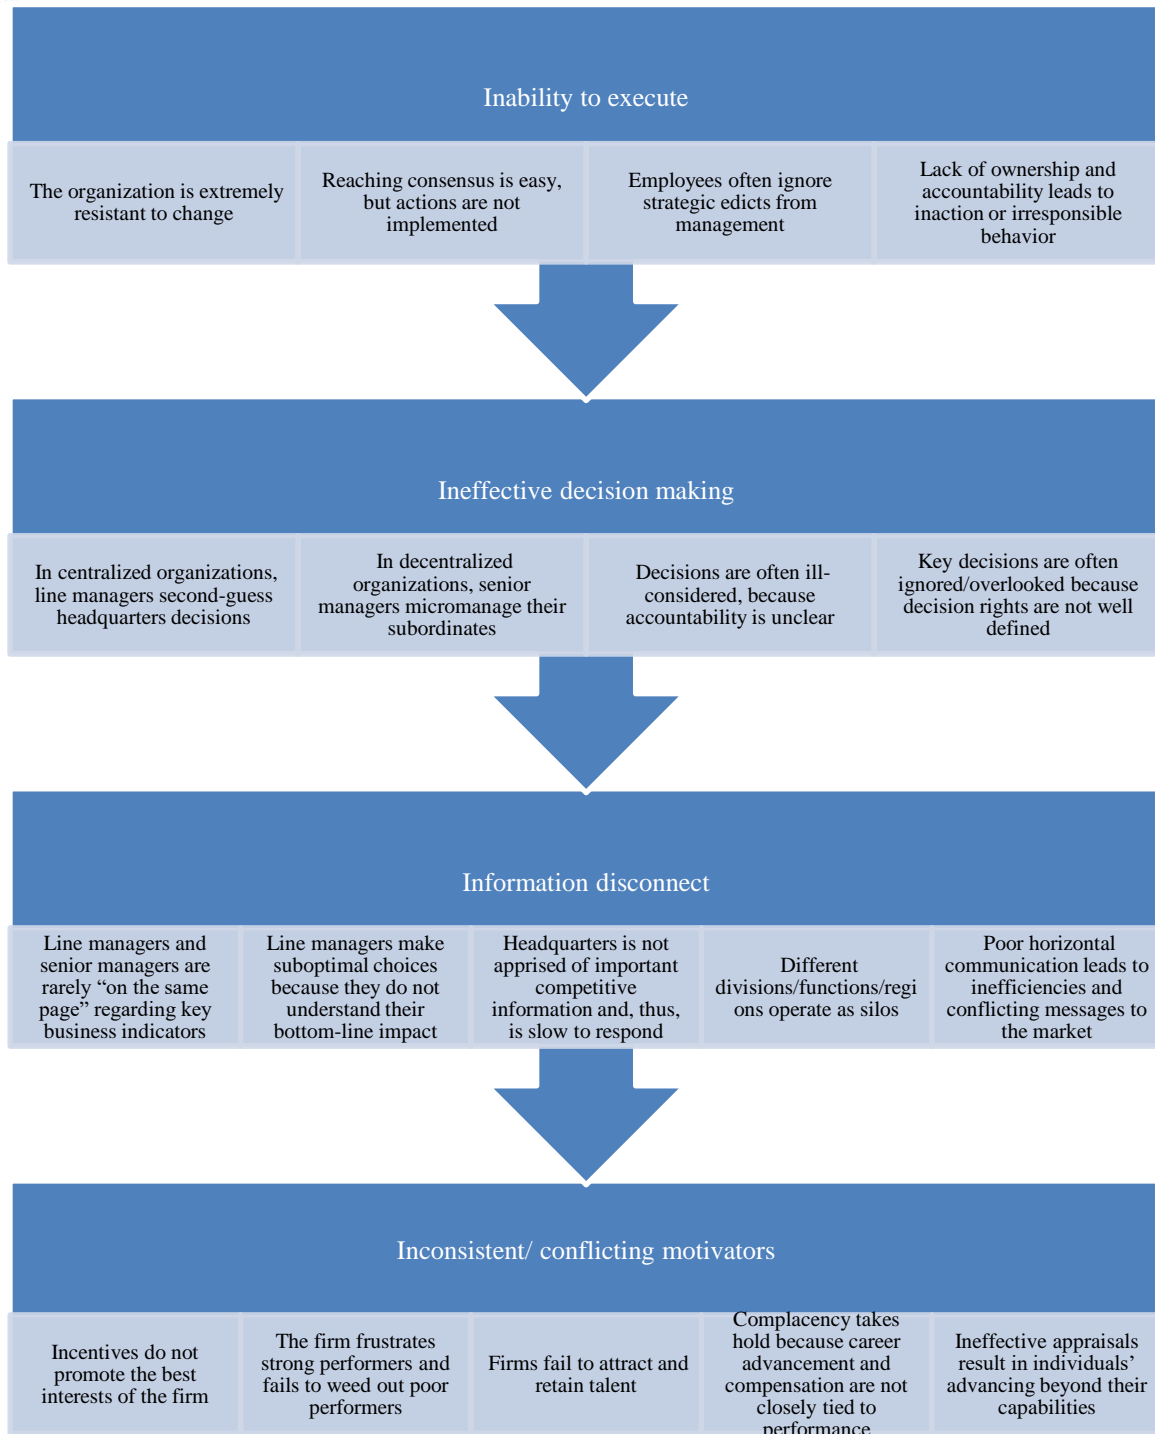 Inability to execute
The organization is extremely
resistant to change
Reaching consensus is easy,
but actions are not
implemented
Employees often ignore
strategic edicts from
management
Lack of ownership and
accountability leads to
inaction or irresponsible
behavior
Ineffective decision making
In centralized organizations,
line managers second-guess
headquarters decisions
In decentralized
organizations, senior
managers micromanage their
subordinates
Decisions are often ill-
considered, because
accountability is unclear
Key decisions are often
ignored/overlooked because
decision rights are not well
defined
Information disconnect
Line managers and
senior managers are
rarely “on the same
page” regarding key
business indicators
Line managers make
suboptimal choices
because they do not
understand their
bottom-line impact
Headquarters is not
apprised of important
competitive
information and, thus,
is slow to respond
Different
divisions/functions/regi
ons operate as silos
Poor horizontal
communication leads to
inefficiencies and
conflicting messages to
the market
Inconsistent/ conflicting motivators
Incentives do not
promote the best
interests of the firm
The firm frustrates
strong performers and
fails to weed out poor
performers
Firms fail to attract and
retain talent
Complacency takes
hold because career
advancement and
compensation are not
closely tied to
performance
Ineffective appraisals
result in individuals’
advancing beyond their
capabilities